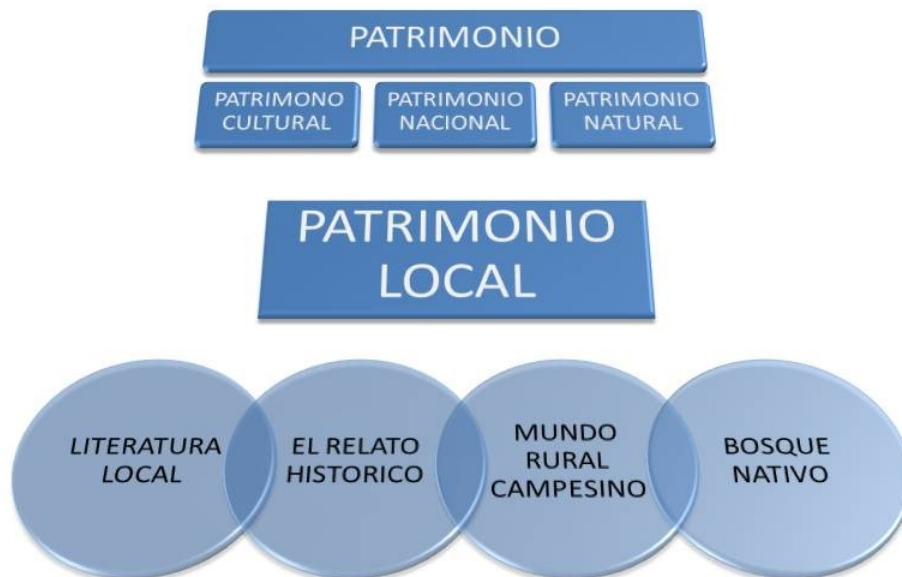 PATRIMONIO
PATRIMONO
CULTURAL
PATRIMONIO
NACIONAL
PATRIMONIO
NATURAL
PATRIMONIO
LOCAL
LITERATURA
LOCAL
EL RELATO
HISTORICO
MUNDO
RURAL
CAMPESINO
BOSQUE
NATIVO